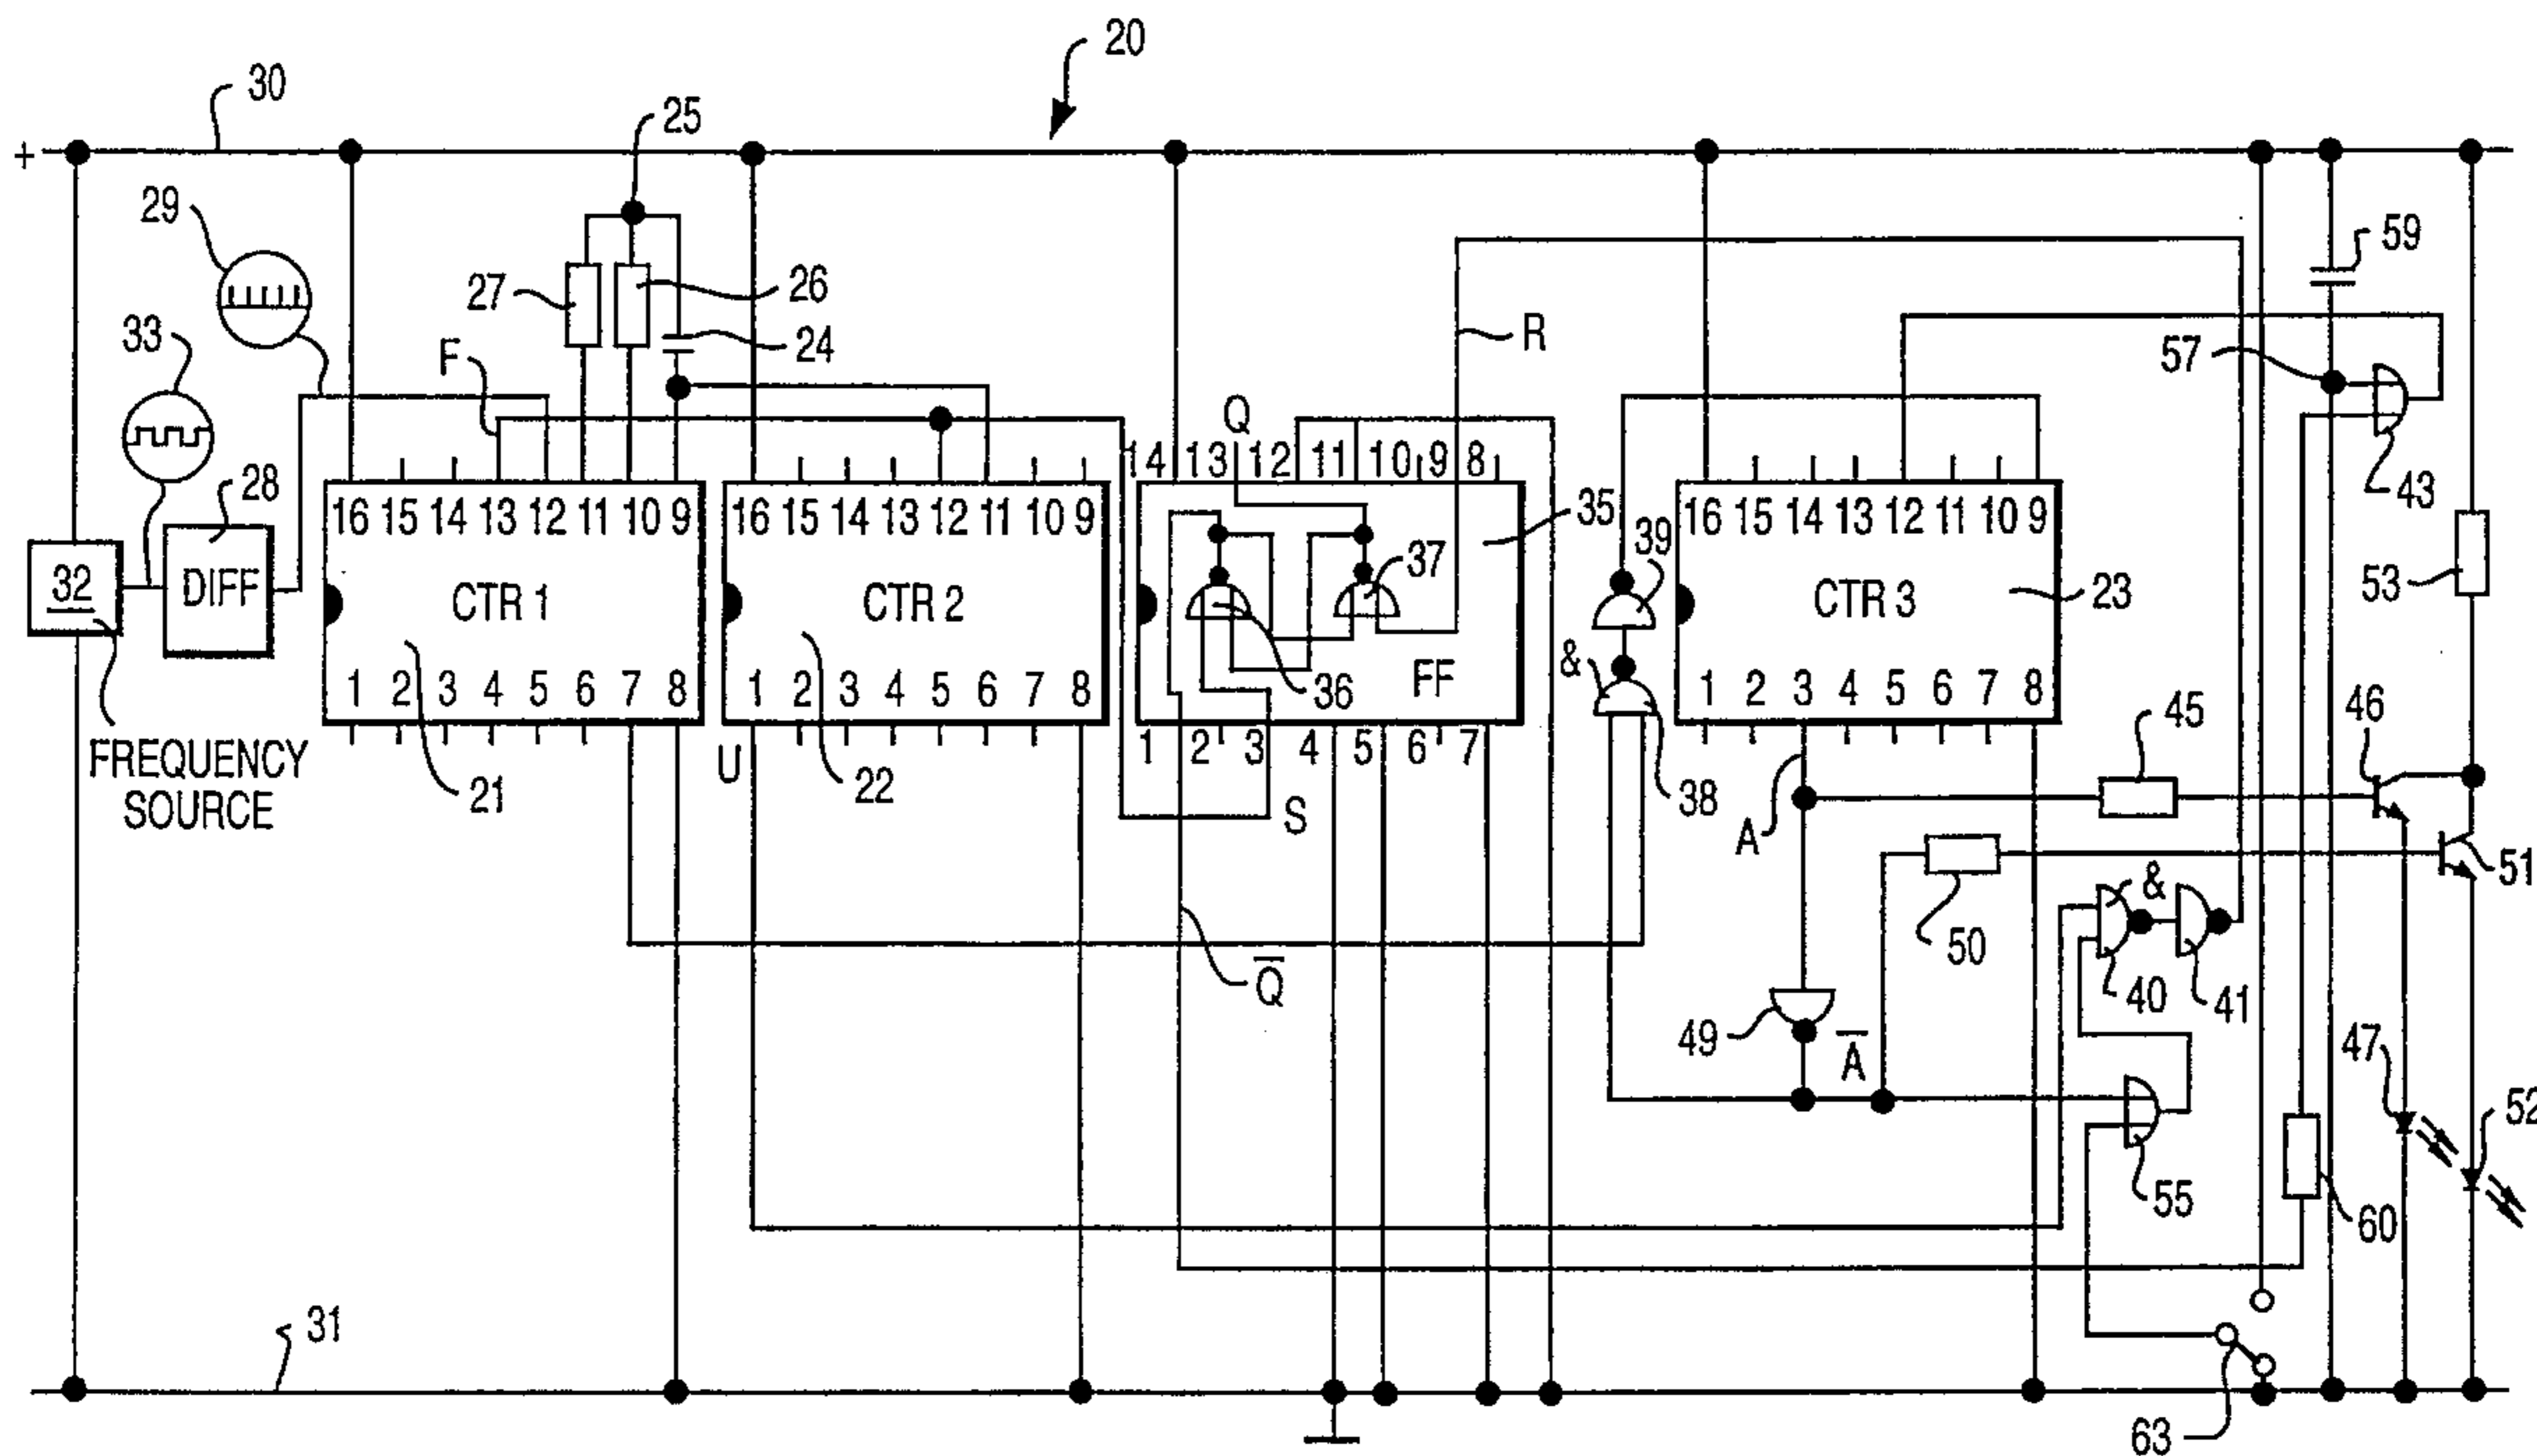 20
30
25
+
29
27
26
59
33
24
R
57
F
Q
28
14 13 12 11 10 9 8
43
16 15 14 13 12 11 10 9
16 15 14 13 12 11 10 9
35
16 15 14 13 12 11 10 9
39
32
DIFF
CTR 1
CTR 2
37
CTR 3
23
53
&
36
FF
1 2 3 4 5 6 7 8
1 2 3 4 5 6 7 8
1 2 3 4 5 6 7 8
45
46
FREQUENCY
SOURCE
21
U
22
1 2 3 4 5 6 7
38
S
A
51
&
50
Q̅
40
41
49
A̅
47
52
55
60
31
63